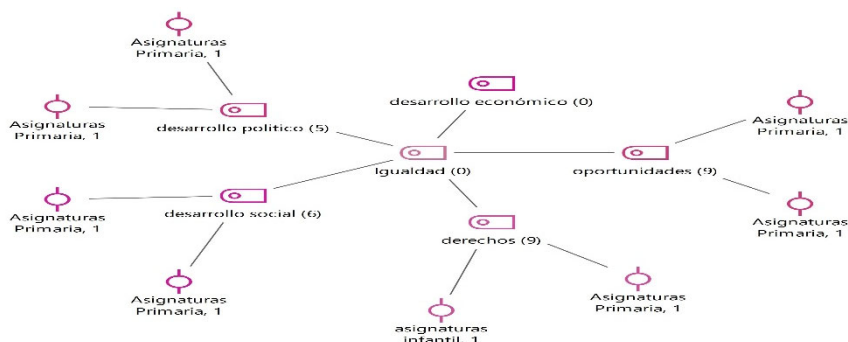 Asignaturas
Primaria, 1
desarrollo económico (0)
Asignaturas
Primaria, 1
desarrollo politico (5)
Asignaturas
Primaria, 1
Igualdad (0)
oportunidades (9)
Asignaturas
Primaria, 1
desarrollo social (6)
Asignaturas
Primaria, 1
derechos (9)
Asignaturas
Primaria, 1
Asignaturas
Primaria, 1
asignaturas
infantil, 1